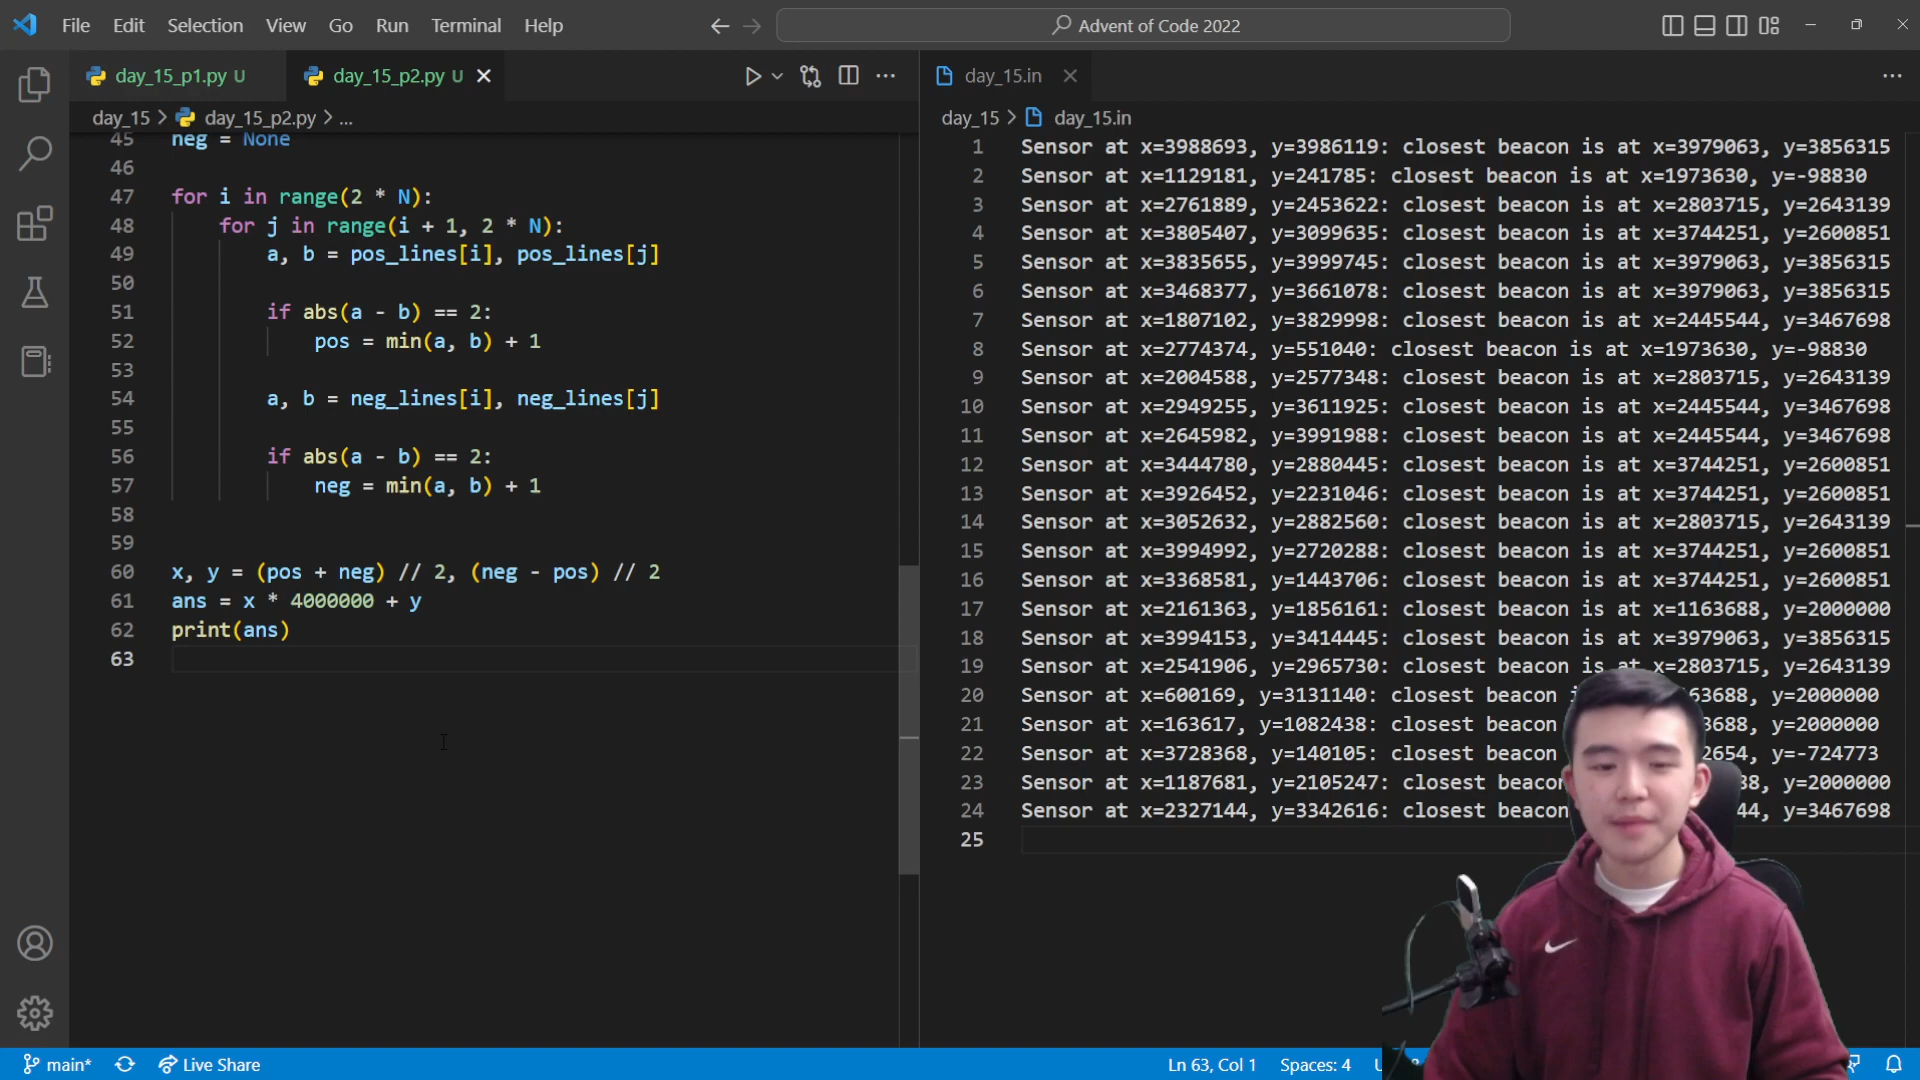 File Edit Selection View Go Run Terminal Help
Advent of Code 2022
day_15_p1.py U
day_15_p2.py U
day_15.in
day_15 > day_15_p2.py > ...
day_15 > day_15.in
45 neg = None
46
47 for i in range(2 * N):
48 for j in range(i + 1, 2 * N):
49 a, b = pos_lines[i], pos_lines[j]
50
51 if abs(a - b) == 2:
52 pos = min(a, b) + 1
53
54 a, b = neg_lines[i], neg_lines[j]
55
56 if abs(a - b) == 2:
57 neg = min(a, b) + 1
58
59
60 x, y = (pos + neg) // 2, (neg - pos) // 2
61 ans = x * 4000000 + y
62 print(ans)
63
1 Sensor at x=3988693, y=3986119: closest beacon is at x=3979063, y=3856315
2 Sensor at x=1129181, y=241785: closest beacon is at x=1973630, y=-98830
3 Sensor at x=2761889, y=2453622: closest beacon is at x=2803715, y=2643139
4 Sensor at x=3805407, y=3099635: closest beacon is at x=3744251, y=2600851
5 Sensor at x=3835655, y=3999745: closest beacon is at x=3979063, y=3856315
6 Sensor at x=3468377, y=3661078: closest beacon is at x=3979063, y=3856315
7 Sensor at x=1807102, y=3829998: closest beacon is at x=2445544, y=3467698
8 Sensor at x=2774374, y=551040: closest beacon is at x=1973630, y=-98830
9 Sensor at x=2004588, y=2577348: closest beacon is at x=2803715, y=2643139
10 Sensor at x=2949255, y=3611925: closest beacon is at x=2445544, y=3467698
11 Sensor at x=2645982, y=3991988: closest beacon is at x=2445544, y=3467698
12 Sensor at x=3444780, y=2880445: closest beacon is at x=3744251, y=2600851
13 Sensor at x=3926452, y=2231046: closest beacon is at x=3744251, y=2600851
14 Sensor at x=3052632, y=2882560: closest beacon is at x=2803715, y=2643139
15 Sensor at x=3994992, y=2720288: closest beacon is at x=3744251, y=2600851
16 Sensor at x=3368581, y=1443706: closest beacon is at x=3744251, y=2600851
17 Sensor at x=2161363, y=1856161: closest beacon is at x=1163688, y=2000000
18 Sensor at x=3994153, y=3414445: closest beacon is at x=3979063, y=3856315
19 Sensor at x=2541906, y=2965730: closest beacon is at x=2803715, y=2643139
20 Sensor at x=600169, y=3131140: closest beacon 63688, y=2000000
21 Sensor at x=163617, y=1082438: closest beacon 3688, y=2000000
22 Sensor at x=3728368, y=140105: closest beacon 2654, y=-724773
23 Sensor at x=1187681, y=2105247: closest beacon 88, y=2000000
24 Sensor at x=2327144, y=3342616: closest beacon 44, y=3467698
25
main* Live Share
Ln 63, Col 1 Spaces: 4